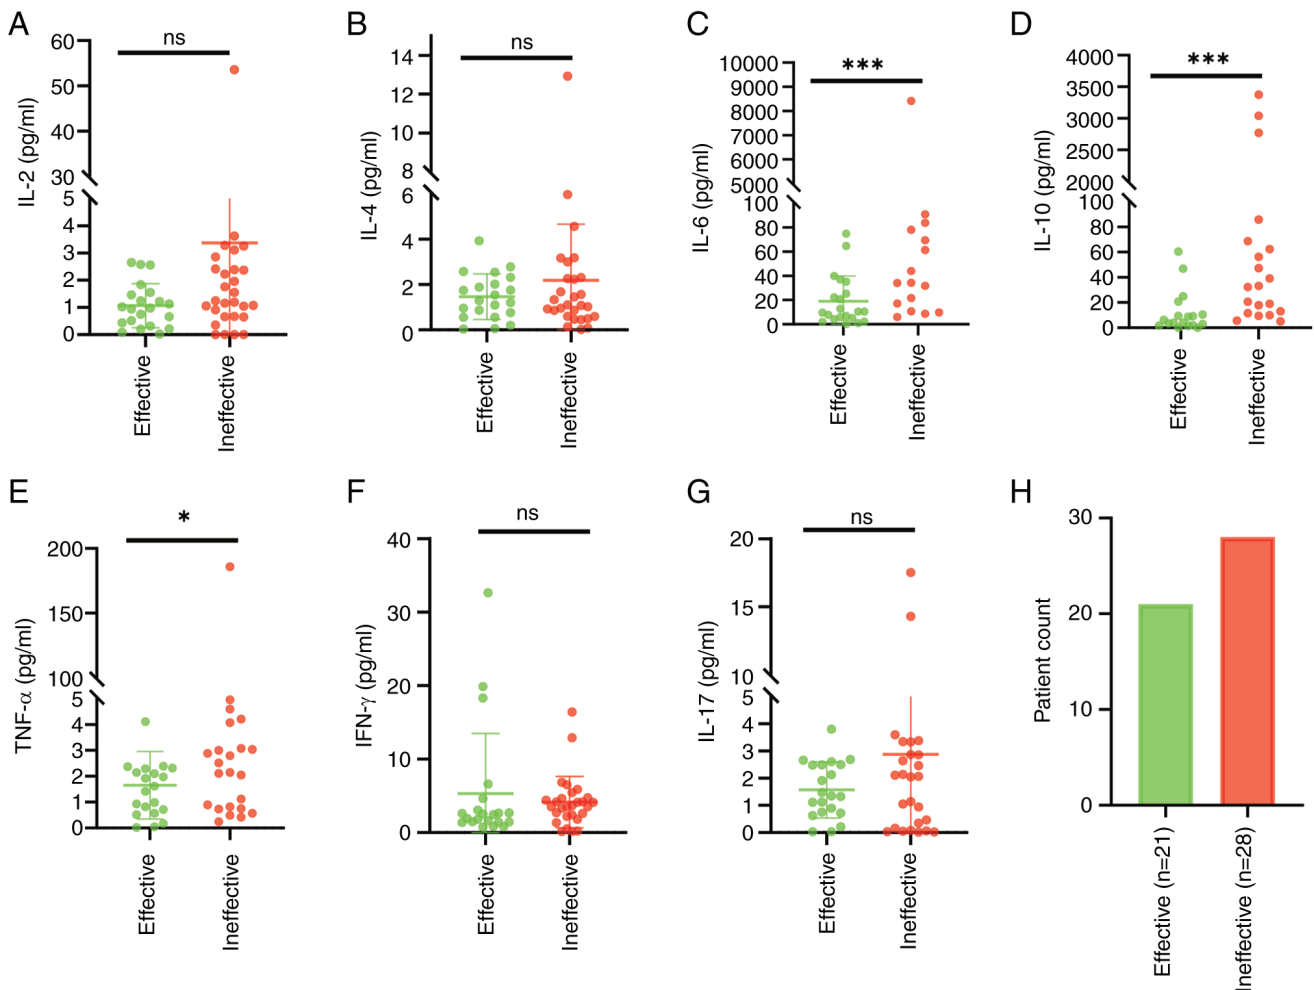 A
ns
IL-2 (pg/ml)
60
50
40
30
5
4
3
2
1
0
Effective
Ineffective
B
ns
IL-4 (pg/ml)
14
12
10
8
6
4
2
0
Effective
Ineffective
C
***
IL-6 (pg/ml)
10000
9000
8000
7000
6000
5000
100
80
60
40
20
0
Effective
Ineffective
D
***
IL-10 (pg/ml)
4000
3500
3000
2500
2000
100
80
60
40
20
0
Effective
Ineffective
E
*
TNF-α (pg/ml)
200
150
100
5
4
3
2
1
0
Effective
Ineffective
F
ns
IFN-γ (pg/ml)
40
30
20
10
0
Effective
Ineffective
G
ns
IL-17 (pg/ml)
20
15
10
5
4
3
2
1
0
Effective
Ineffective
H
Patient count
30
20
10
0
Effective (n=21)
Ineffective (n=28)